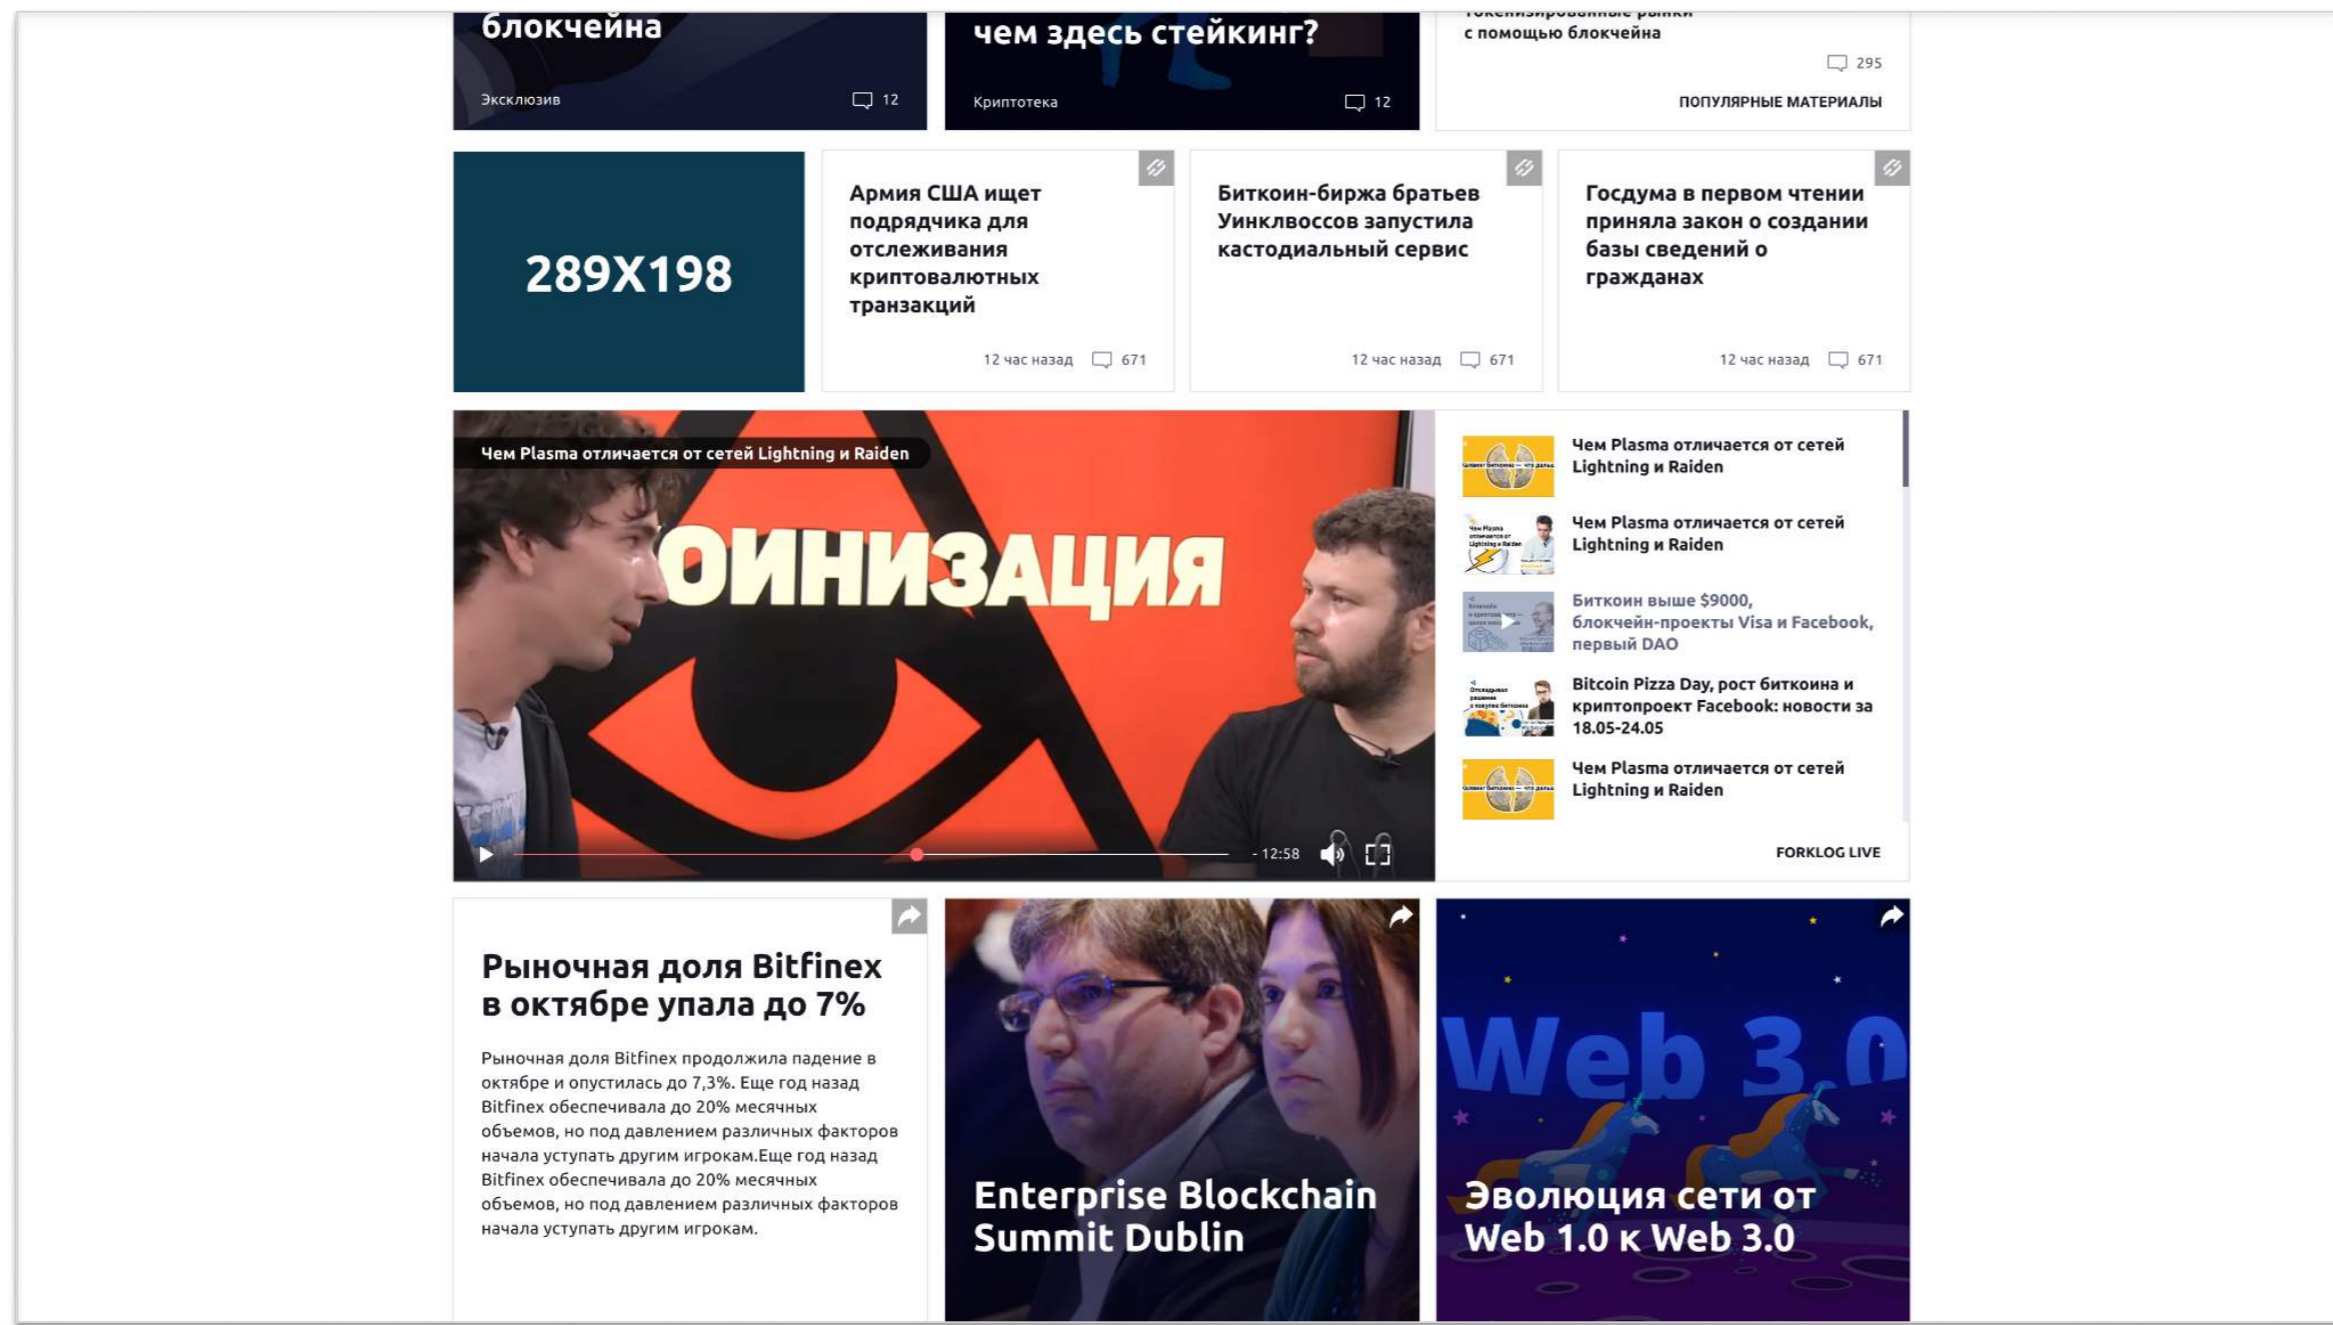 блокчейна
Эксклюзив
12
чем здесь стейкинг?
Криптотека
12
токенизированные рынки
с помощью блокчейна
295
ПОПУЛЯРНЫЕ МАТЕРИАЛЫ
289X198
Армия США ищет
подрядчика для
отслеживания
криптовалютных
транзакций
12 час назад 671
Биткоин-биржа братьев
Уинклвоссов запустила
кастодиальный сервис
12 час назад 671
Госдума в первом чтении
приняла закон о создании
базы сведений о
гражданах
12 час назад 671
Чем Plasma отличается от сетей Lightning и Raiden
ОИНИЗАЦИЯ
- 12:58
Чем Plasma отличается от сетей
Lightning и Raiden
Чем Plasma
отличается от
Lightning и Raiden
Чем Plasma отличается от сетей
Lightning и Raiden
Биткоин выше $9000,
блокчейн-проекты Visa и Facebook,
первый DAO
Bitcoin Pizza Day, рост биткоина и
криптопроект Facebook: новости за
18.05-24.05
Чем Plasma отличается от сетей
Lightning и Raiden
FORKLOG LIVE
Рыночная доля Bitfinex
в октябре упала до 7%
Рыночная доля Bitfinex продолжила падение в
октябре и опустилась до 7,3%. Еще год назад
Bitfinex обеспечивала до 20% месячных
объемов, но под давлением различных факторов
начала уступать другим игрокам.Еще год назад
Bitfinex обеспечивала до 20% месячных
объемов, но под давлением различных факторов
начала уступать другим игрокам.
Enterprise Blockchain
Summit Dublin
Web 3.0
Эволюция сети от
Web 1.0 к Web 3.0